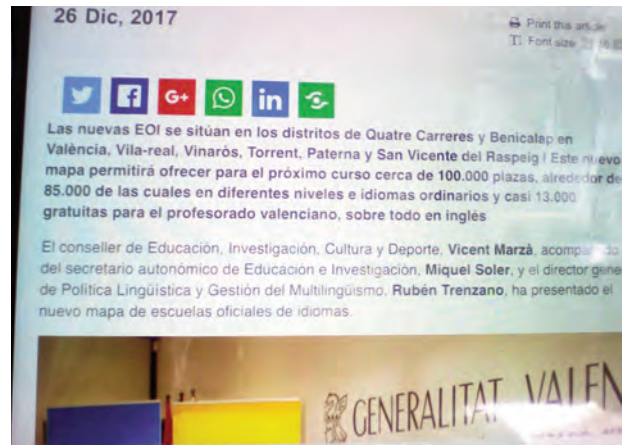 26 Dic, 2017
Print this article
Font size
G+
in
Las nuevas EOI se sitúan en los distritos de Quatre Carreres y Benicalap en
València, Vila-real, Vinaròs, Torrent, Paterna y San Vicente del Raspeig | Este nuevo
mapa permitirá ofrecer para el próximo curso cerca de 100.000 plazas, alrededor de
85.000 de las cuales en diferentes niveles e idiomas ordinarios y casi 13.000
gratuitas para el profesorado valenciano, sobre todo en inglés
El conseller de Educación, Investigación, Cultura y Deporte, Vicent Marzà, acompañado
del secretario autonómico de Educación e Investigación, Miquel Soler, y el director gene
de Política Lingüística y Gestión del Multilingüismo, Rubén Trenzano, ha presentado el
nuevo mapa de escuelas oficiales de idiomas.
GENERALITAT VALEN